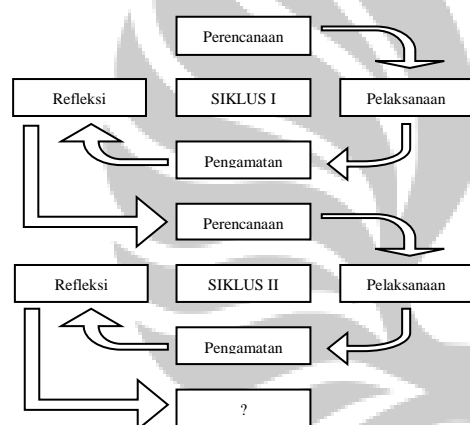 Perencanaan
Refleksi
SIKLUS I
Pelaksanaan
Pengamatan
Perencanaan
Refleksi
SIKLUS II
Pelaksanaan
Pengamatan
?